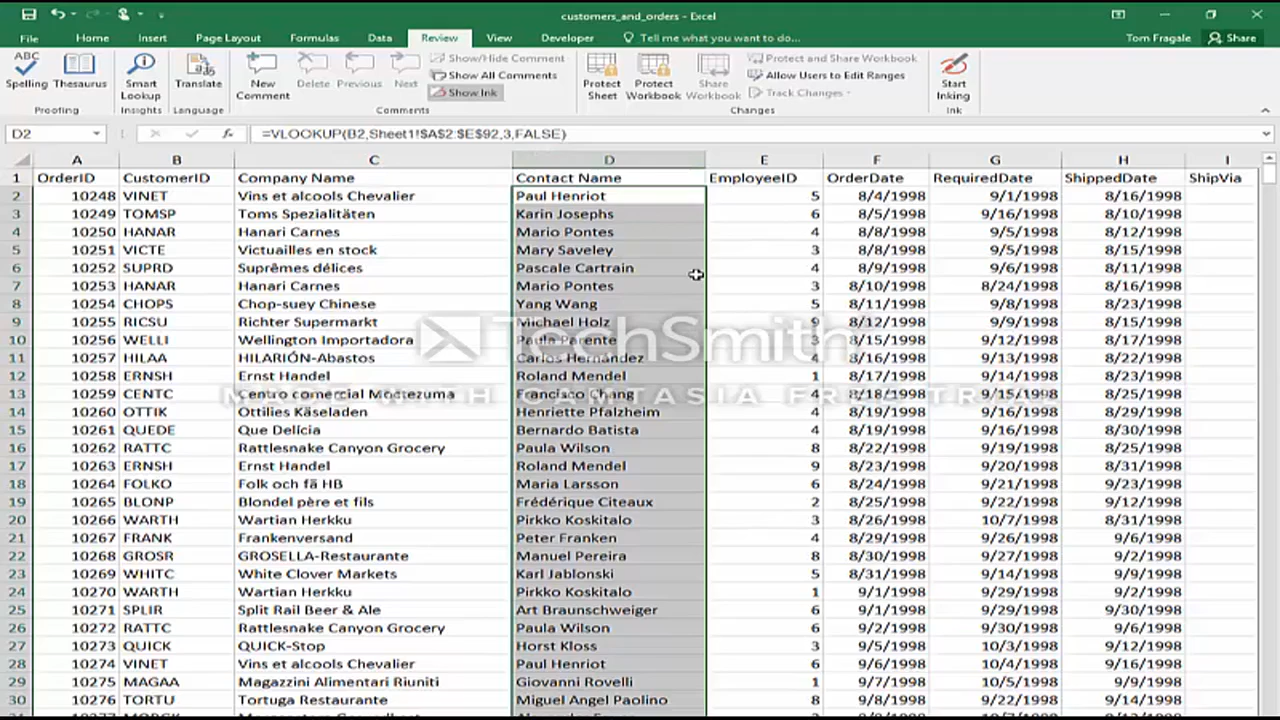 customers_and_orders - Excel
File Home Insert Page Layout Formulas Data Review View Developer Tell me what you want to do... Tom Fragale Share
ABC
Spelling Thesaurus Smart Lookup Translate New Comment Delete Previous Next Show/Hide Comment Show All Comments Show Ink Protect Sheet Protect Workbook Share Workbook Protect and Share Workbook Allow Users to Edit Ranges Track Changes Start Inking
Proofing Insights Language Comments Changes Ink
D2 fx =VLOOKUP(B2,Sheet1!$A$2:$E$92,3,FALSE)
A B C D E F G H I
1 OrderID CustomerID Company Name Contact Name EmployeeID OrderDate RequiredDate ShippedDate ShipVia
2 10248 VINET Vins et alcools Chevalier Paul Henriot 5 8/4/1998 9/1/1998 8/16/1998
3 10249 TOMSP Toms Spezialitäten Karin Josephs 6 8/5/1998 9/16/1998 8/10/1998
4 10250 HANAR Hanari Carnes Mario Pontes 4 8/8/1998 9/5/1998 8/12/1998
5 10251 VICTE Victuailles en stock Mary Saveley 3 8/8/1998 9/5/1998 8/15/1998
6 10252 SUPRD Suprêmes délices Pascale Cartrain 4 8/9/1998 9/6/1998 8/11/1998
7 10253 HANAR Hanari Carnes Mario Pontes 3 8/10/1998 8/24/1998 8/16/1998
8 10254 CHOPS Chop-suey Chinese Yang Wang 5 8/11/1998 9/8/1998 8/23/1998
9 10255 RICSU Richter Supermarkt Michael Holz 9 8/12/1998 9/9/1998 8/15/1998
10 10256 WELLI Wellington Importadora Paula Parente 3 8/15/1998 9/12/1998 8/17/1998
TechSmith
11 10257 HILAA HILARIÓN-Abastos Carlos Hernández 4 8/16/1998 9/13/1998 8/22/1998
12 10258 ERNSH Ernst Handel Roland Mendel 1 8/17/1998 9/14/1998 8/23/1998
13 10259 CENTC Centro comercial Moctezuma Francisco Chang 4 8/18/1998 9/15/1998 8/25/1998
MADE WITH CAMTASIA FREE TRIAL
14 10260 OTTIK Ottilies Käseladen Henriette Pfalzheim 4 8/19/1998 9/16/1998 8/29/1998
15 10261 QUEDE Que Delícia Bernardo Batista 4 8/19/1998 9/16/1998 8/30/1998
16 10262 RATTC Rattlesnake Canyon Grocery Paula Wilson 8 8/22/1998 9/19/1998 8/25/1998
17 10263 ERNSH Ernst Handel Roland Mendel 9 8/23/1998 9/20/1998 8/31/1998
18 10264 FOLKO Folk och fä HB Maria Larsson 6 8/24/1998 9/21/1998 9/23/1998
19 10265 BLONP Blondel père et fils Frédérique Citeaux 2 8/25/1998 9/22/1998 9/12/1998
20 10266 WARTH Wartian Herkku Pirkko Koskitalo 3 8/26/1998 10/7/1998 8/31/1998
21 10267 FRANK Frankenversand Peter Franken 4 8/29/1998 9/26/1998 9/6/1998
22 10268 GROSR GROSELLA-Restaurante Manuel Pereira 8 8/30/1998 9/27/1998 9/2/1998
23 10269 WHITC White Clover Markets Karl Jablonski 5 8/31/1998 9/14/1998 9/9/1998
24 10270 WARTH Wartian Herkku Pirkko Koskitalo 1 9/1/1998 9/29/1998 9/2/1998
25 10271 SPLIR Split Rail Beer & Ale Art Braunschweiger 6 9/1/1998 9/29/1998 9/30/1998
26 10272 RATTC Rattlesnake Canyon Grocery Paula Wilson 6 9/2/1998 9/30/1998 9/6/1998
27 10273 QUICK QUICK-Stop Horst Kloss 3 9/5/1998 10/3/1998 9/12/1998
28 10274 VINET Vins et alcools Chevalier Paul Henriot 6 9/6/1998 10/4/1998 9/16/1998
29 10275 MAGAA Magazzini Alimentari Riuniti Giovanni Rovelli 1 9/7/1998 10/5/1998 9/9/1998
30 10276 TORTU Tortuga Restaurante Miguel Angel Paolino 8 9/8/1998 9/22/1998 9/14/1998